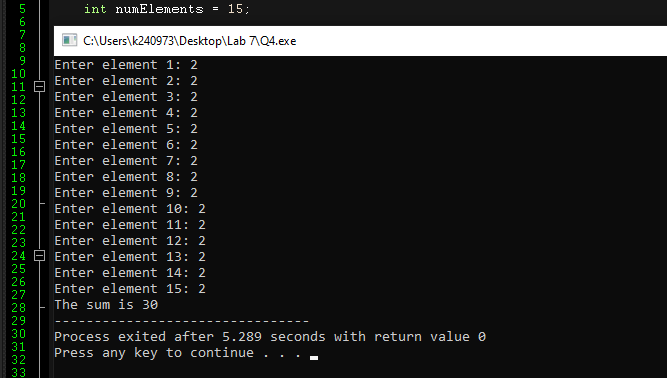 5 int numElements = 15;
6
7
8 C:\Users\k240973\Desktop\Lab 7\Q4.exe
9 Enter element 1: 2
10 Enter element 2: 2
11 Enter element 3: 2
12 Enter element 4: 2
13 Enter element 5: 2
14 Enter element 6: 2
15 Enter element 7: 2
16 Enter element 8: 2
17 Enter element 9: 2
18 Enter element 10: 2
19 Enter element 11: 2
20 Enter element 12: 2
21 Enter element 13: 2
22 Enter element 14: 2
23 Enter element 15: 2
24 The sum is 30
25 --------------------------------
26 Process exited after 5.289 seconds with return value 0
27 Press any key to continue . . .
28
29
30
31
32
33